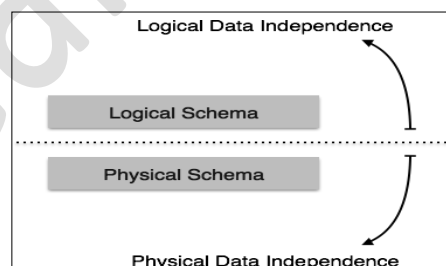 Logical Data Independence
Logical Schema
Physical Schema
Physical Data Independence